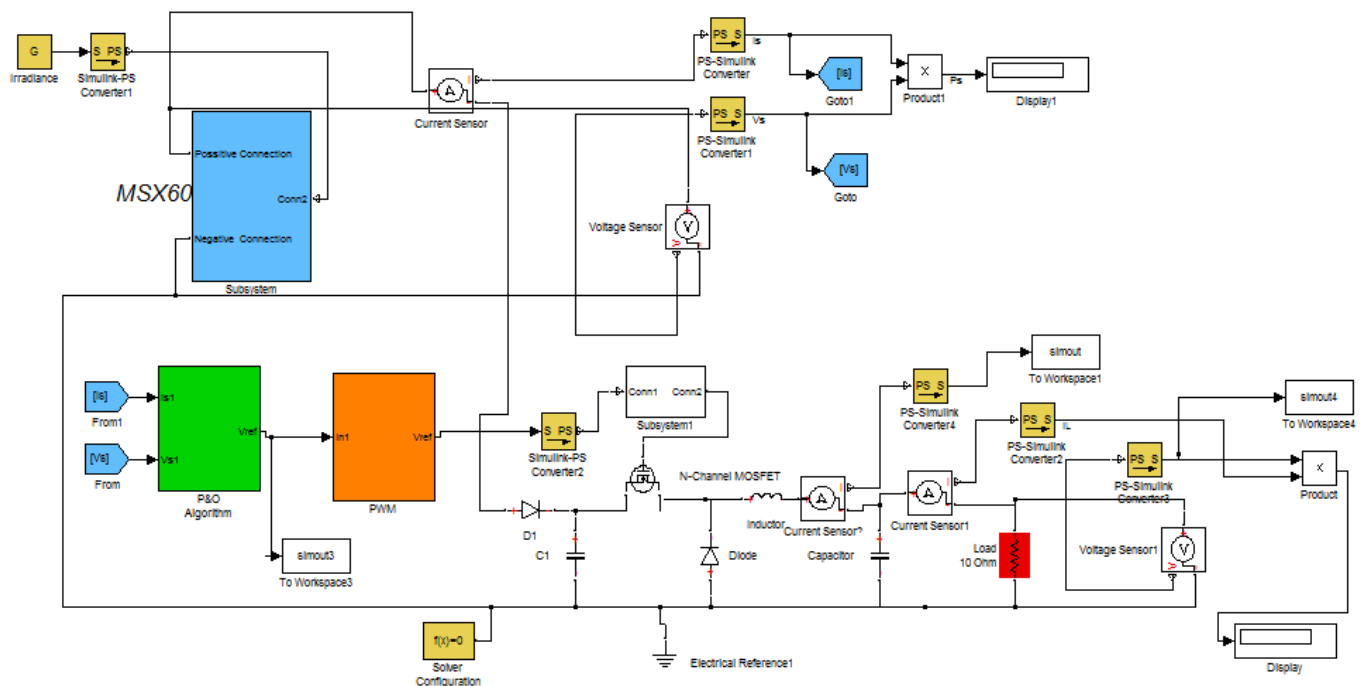 G
Irradiance
S PS
Simulink-PS
Converter1
MSX60
Possitive Connection
Conn2
Negative Connection
Subsystem
A
I
Current Sensor
PS S
Is
PS-Simulink
Converter
[Is]
Goto1
PS S
Vs
PS-Simulink
Converter1
[Vs]
Goto
X
Product1
Ps
Display1
Voltage Sensor
V
V
[Is]
From1
[Vs]
From
Is1
Vs1
Vref
P&O
Algorithm
simout3
To Workspace3
In1
Vref
PWM
S PS
Simulink-PS
Converter2
Conn1
Conn2
Subsystem1
N-Channel MOSFET
D1
C1
Diode
Inductor
A
I
Current Sensor?
Capacitor
A
I
Current Sensor1
PS S
PS-Simulink
Converter4
simout
To Workspace1
PS S
IL
PS-Simulink
Converter2
PS S
PS-Simulink
Converter3
simout4
To Workspace4
X
Product
Load
10 Ohm
Voltage Sensor1
V
V
Display
f(x)=0
Solver
Configuration
Electrical Reference1